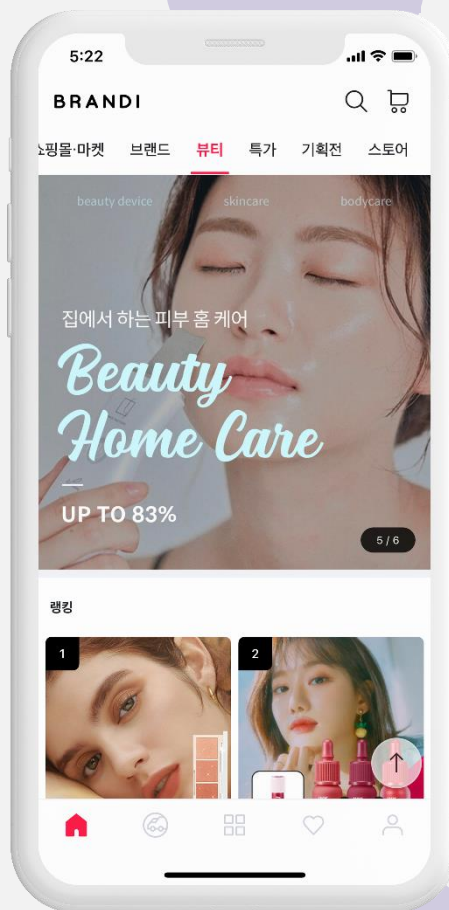 5:22
BRANDI
쇼핑몰·마켓 브랜드 뷰티 특가 기획전 스토어
beauty device skincare bodycare
집에서 하는 피부 홈 케어
Beauty
Home Care
UP TO 83%
5 / 6
랭킹
1 2